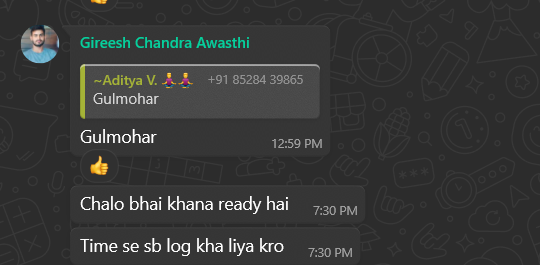 Gireesh Chandra Awasthi
~Aditya V. 🧘‍♀️🧘‍♀️ +91 85284 39865
Gulmohar
Gulmohar
12:59 PM
👍
Chalo bhai khana ready hai 7:30 PM
Time se sb log kha liya kro 7:30 PM